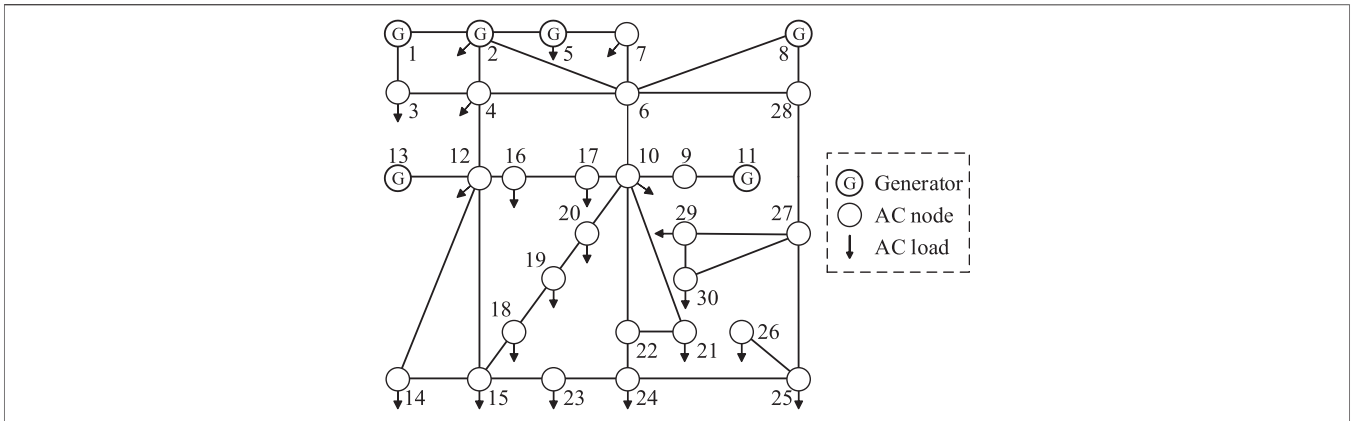 G G G G
1 2 5 7 8
3 4 6 28
13 12 16 17 10 9 11
G G
G Generator
20 29 27 AC node
AC load
19
30
18
26
22 21
14 15 23 24 25